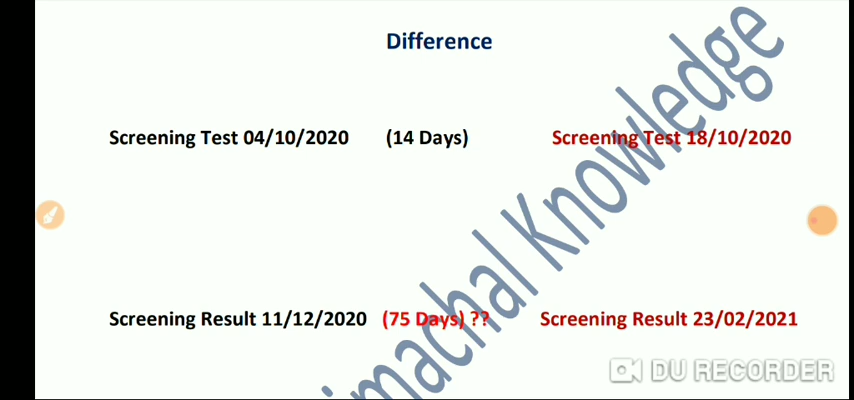 Difference
Screening Test 04/10/2020 (14 Days) Screening Test 18/10/2020
Screening Result 11/12/2020 (75 Days) ?? Screening Result 23/02/2021
imachal Knowledge
DU RECORDER